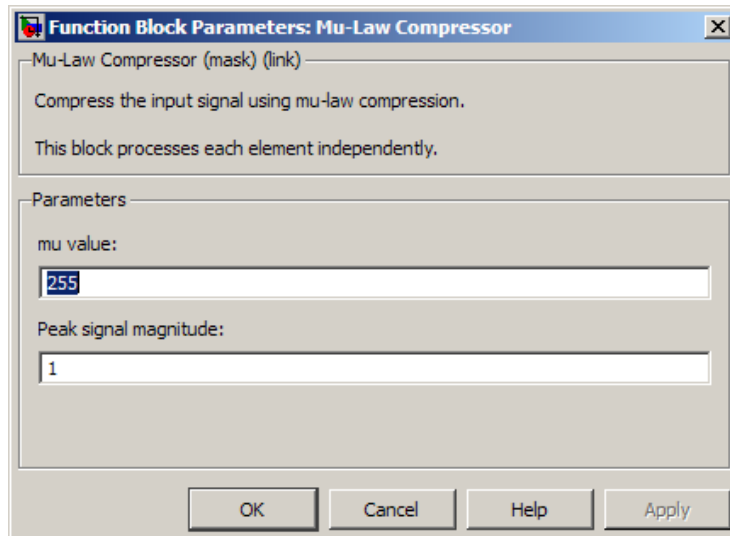 Function Block Parameters: Mu-Law Compressor
Mu-Law Compressor (mask) (link)
Compress the input signal using mu-law compression.
This block processes each element independently.
Parameters
mu value:
255
Peak signal magnitude:
1
OK Cancel Help Apply